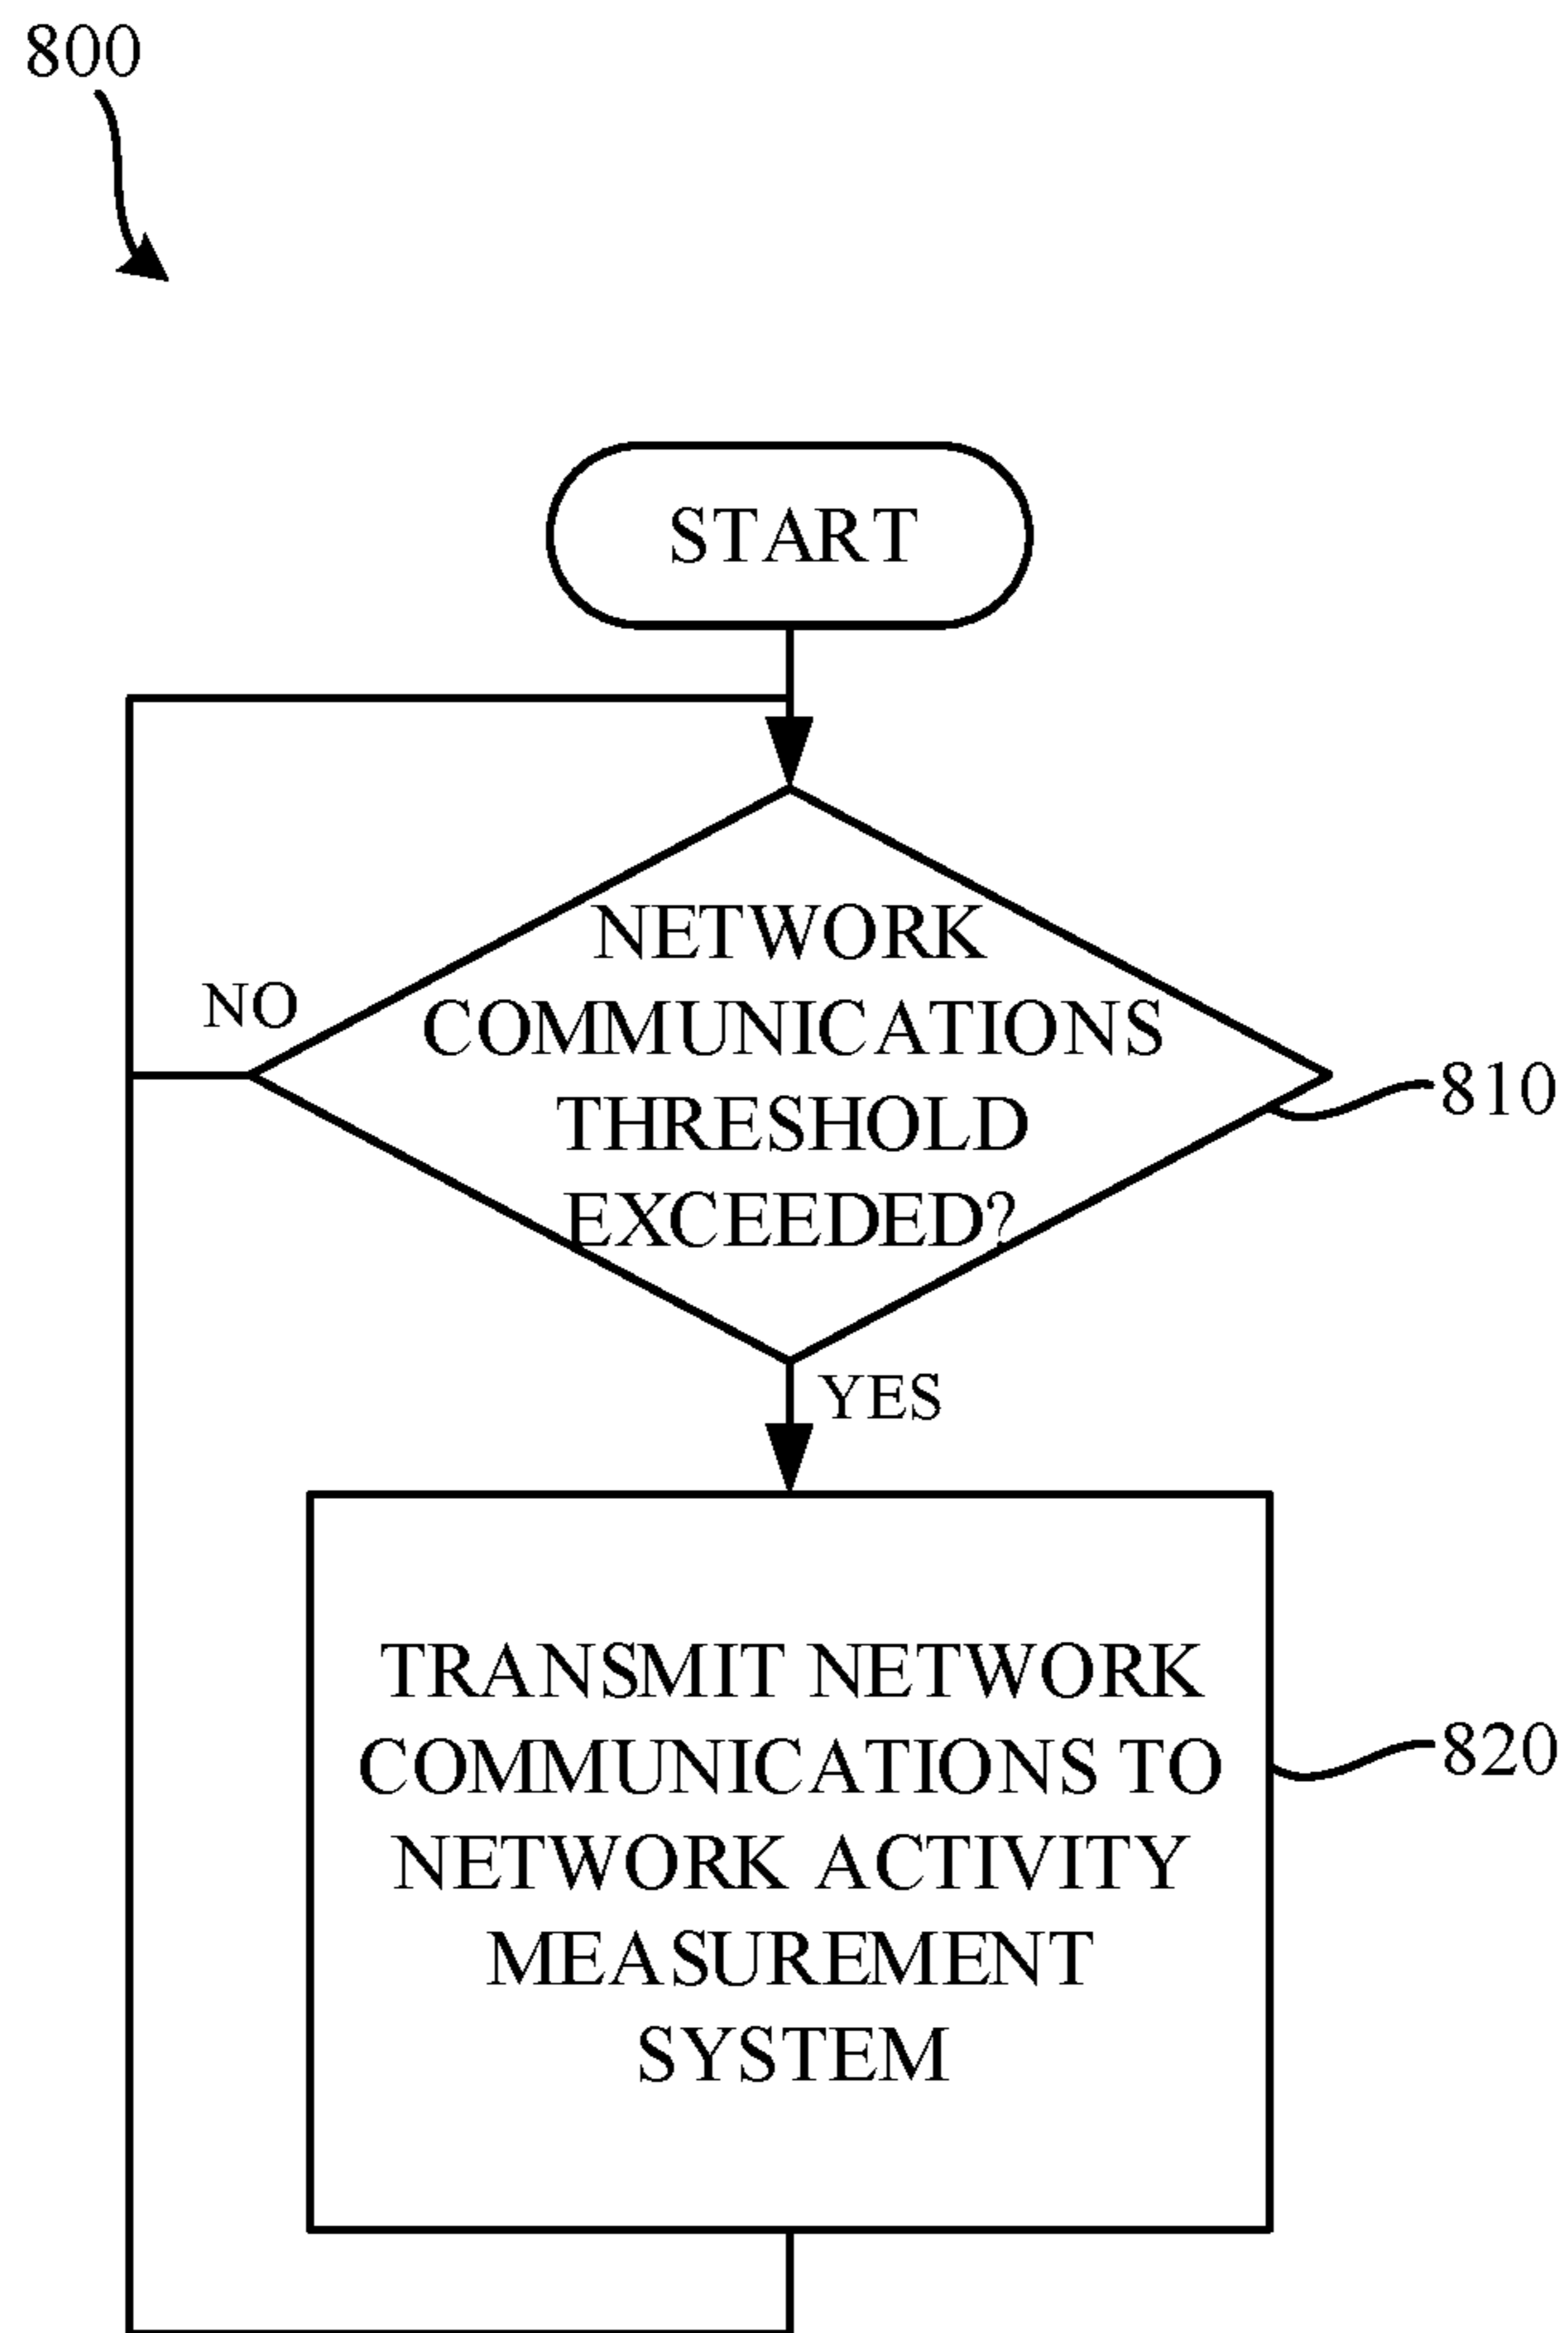 800
START
NETWORK
COMMUNICATIONS
THRESHOLD
EXCEEDED?
NO
810
YES
TRANSMIT NETWORK
COMMUNICATIONS TO
NETWORK ACTIVITY
MEASUREMENT
SYSTEM
820